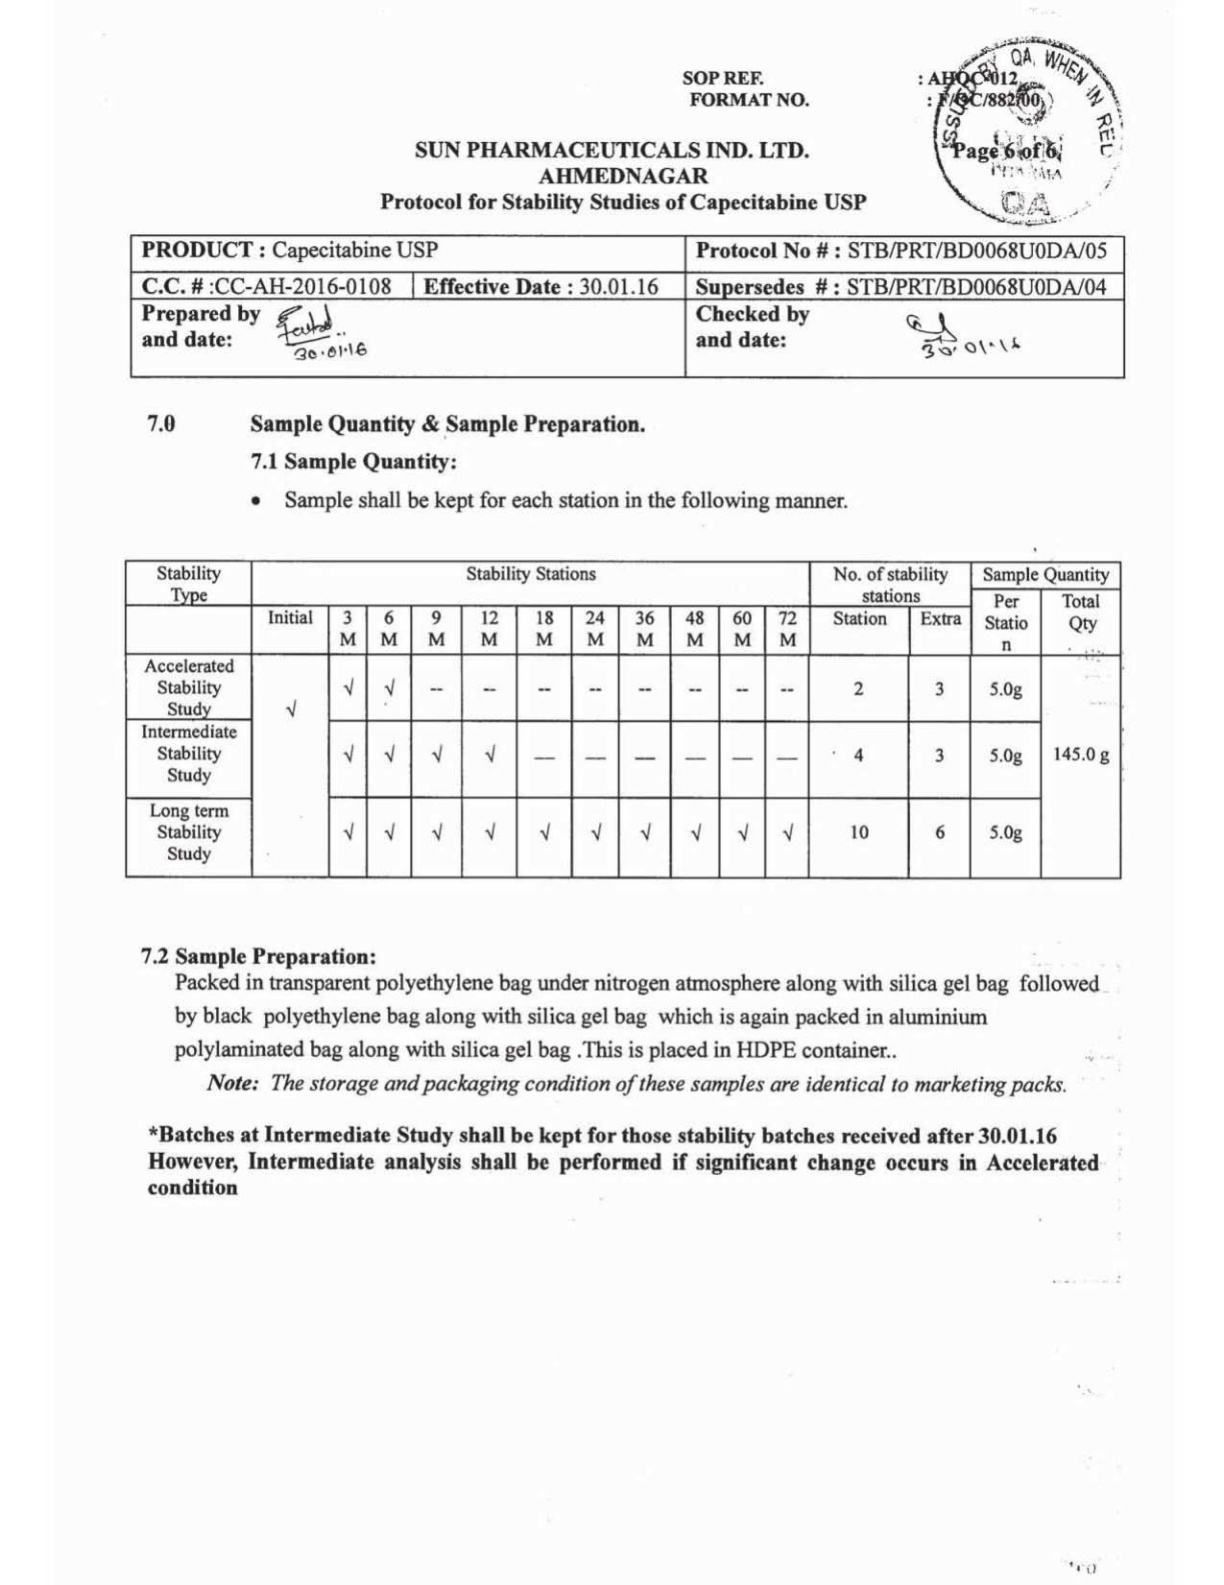 SOP REF. : AHQC-012
FORMAT NO. : F/QC/882/00
ISSUED BY QA, WHEN IN RED
Page 6 of 6
QA
SUN PHARMACEUTICALS IND. LTD.
AHMEDNAGAR
Protocol for Stability Studies of Capecitabine USP
PRODUCT : Capecitabine USP Protocol No # : STB/PRT/BD0068U0DA/05
C.C. # :CC-AH-2016-0108 Effective Date : 30.01.16 Supersedes # : STB/PRT/BD0068U0DA/04
Prepared by Checked by
and date: 30.01.16 and date: 30.01.16
7.0 Sample Quantity & Sample Preparation.
7.1 Sample Quantity:
• Sample shall be kept for each station in the following manner.
Stability Type Stability Stations No. of stability stations Sample Quantity
Initial 3 M 6 M 9 M 12 M 18 M 24 M 36 M 48 M 60 M 72 M Station Extra Per Statio n Total Qty
Accelerated Stability Study √ √ √ -- -- -- -- -- -- -- -- 2 3 5.0g
Intermediate Stability Study √ √ √ √ — — — — — — 4 3 5.0g 145.0 g
Long term Stability Study √ √ √ √ √ √ √ √ √ √ 10 6 5.0g
7.2 Sample Preparation:
Packed in transparent polyethylene bag under nitrogen atmosphere along with silica gel bag followed
by black polyethylene bag along with silica gel bag which is again packed in aluminium
polylaminated bag along with silica gel bag .This is placed in HDPE container..
Note: The storage and packaging condition of these samples are identical to marketing packs.
*Batches at Intermediate Study shall be kept for those stability batches received after 30.01.16
However, Intermediate analysis shall be performed if significant change occurs in Accelerated
condition